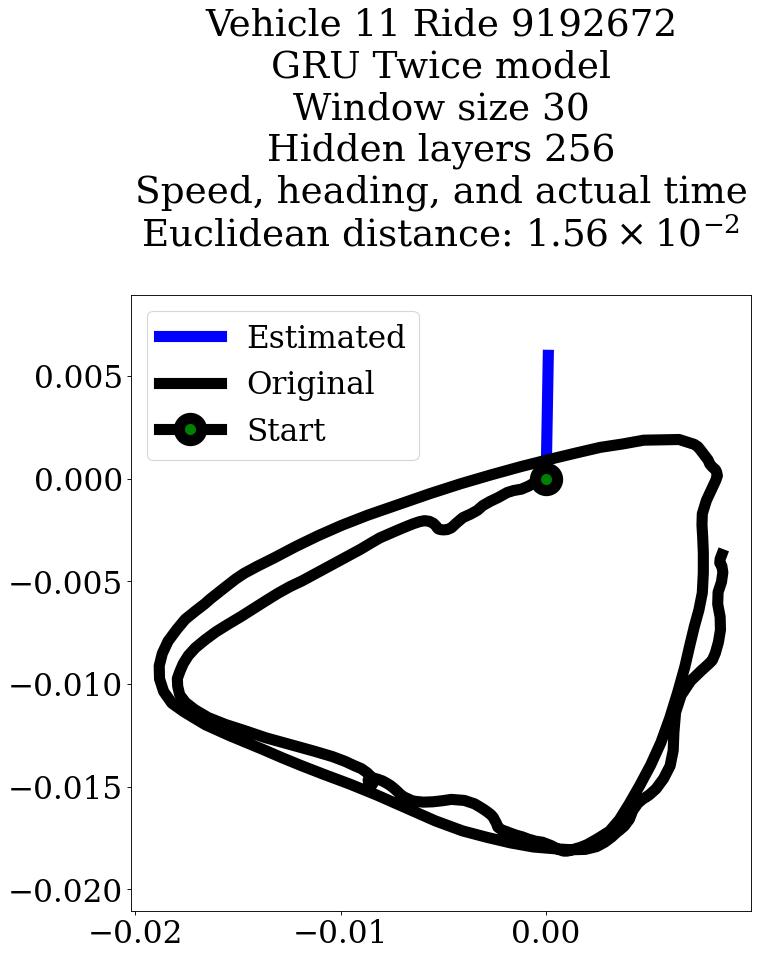 Vehicle 11 Ride 9192672
GRU Twice model
Window size 30
Hidden layers 256
Speed, heading, and actual time
Euclidean distance: 1.56 × 10⁻²
Estimated
Original
Start
0.005
0.000
−0.005
−0.010
−0.015
−0.020
−0.02
−0.01
0.00